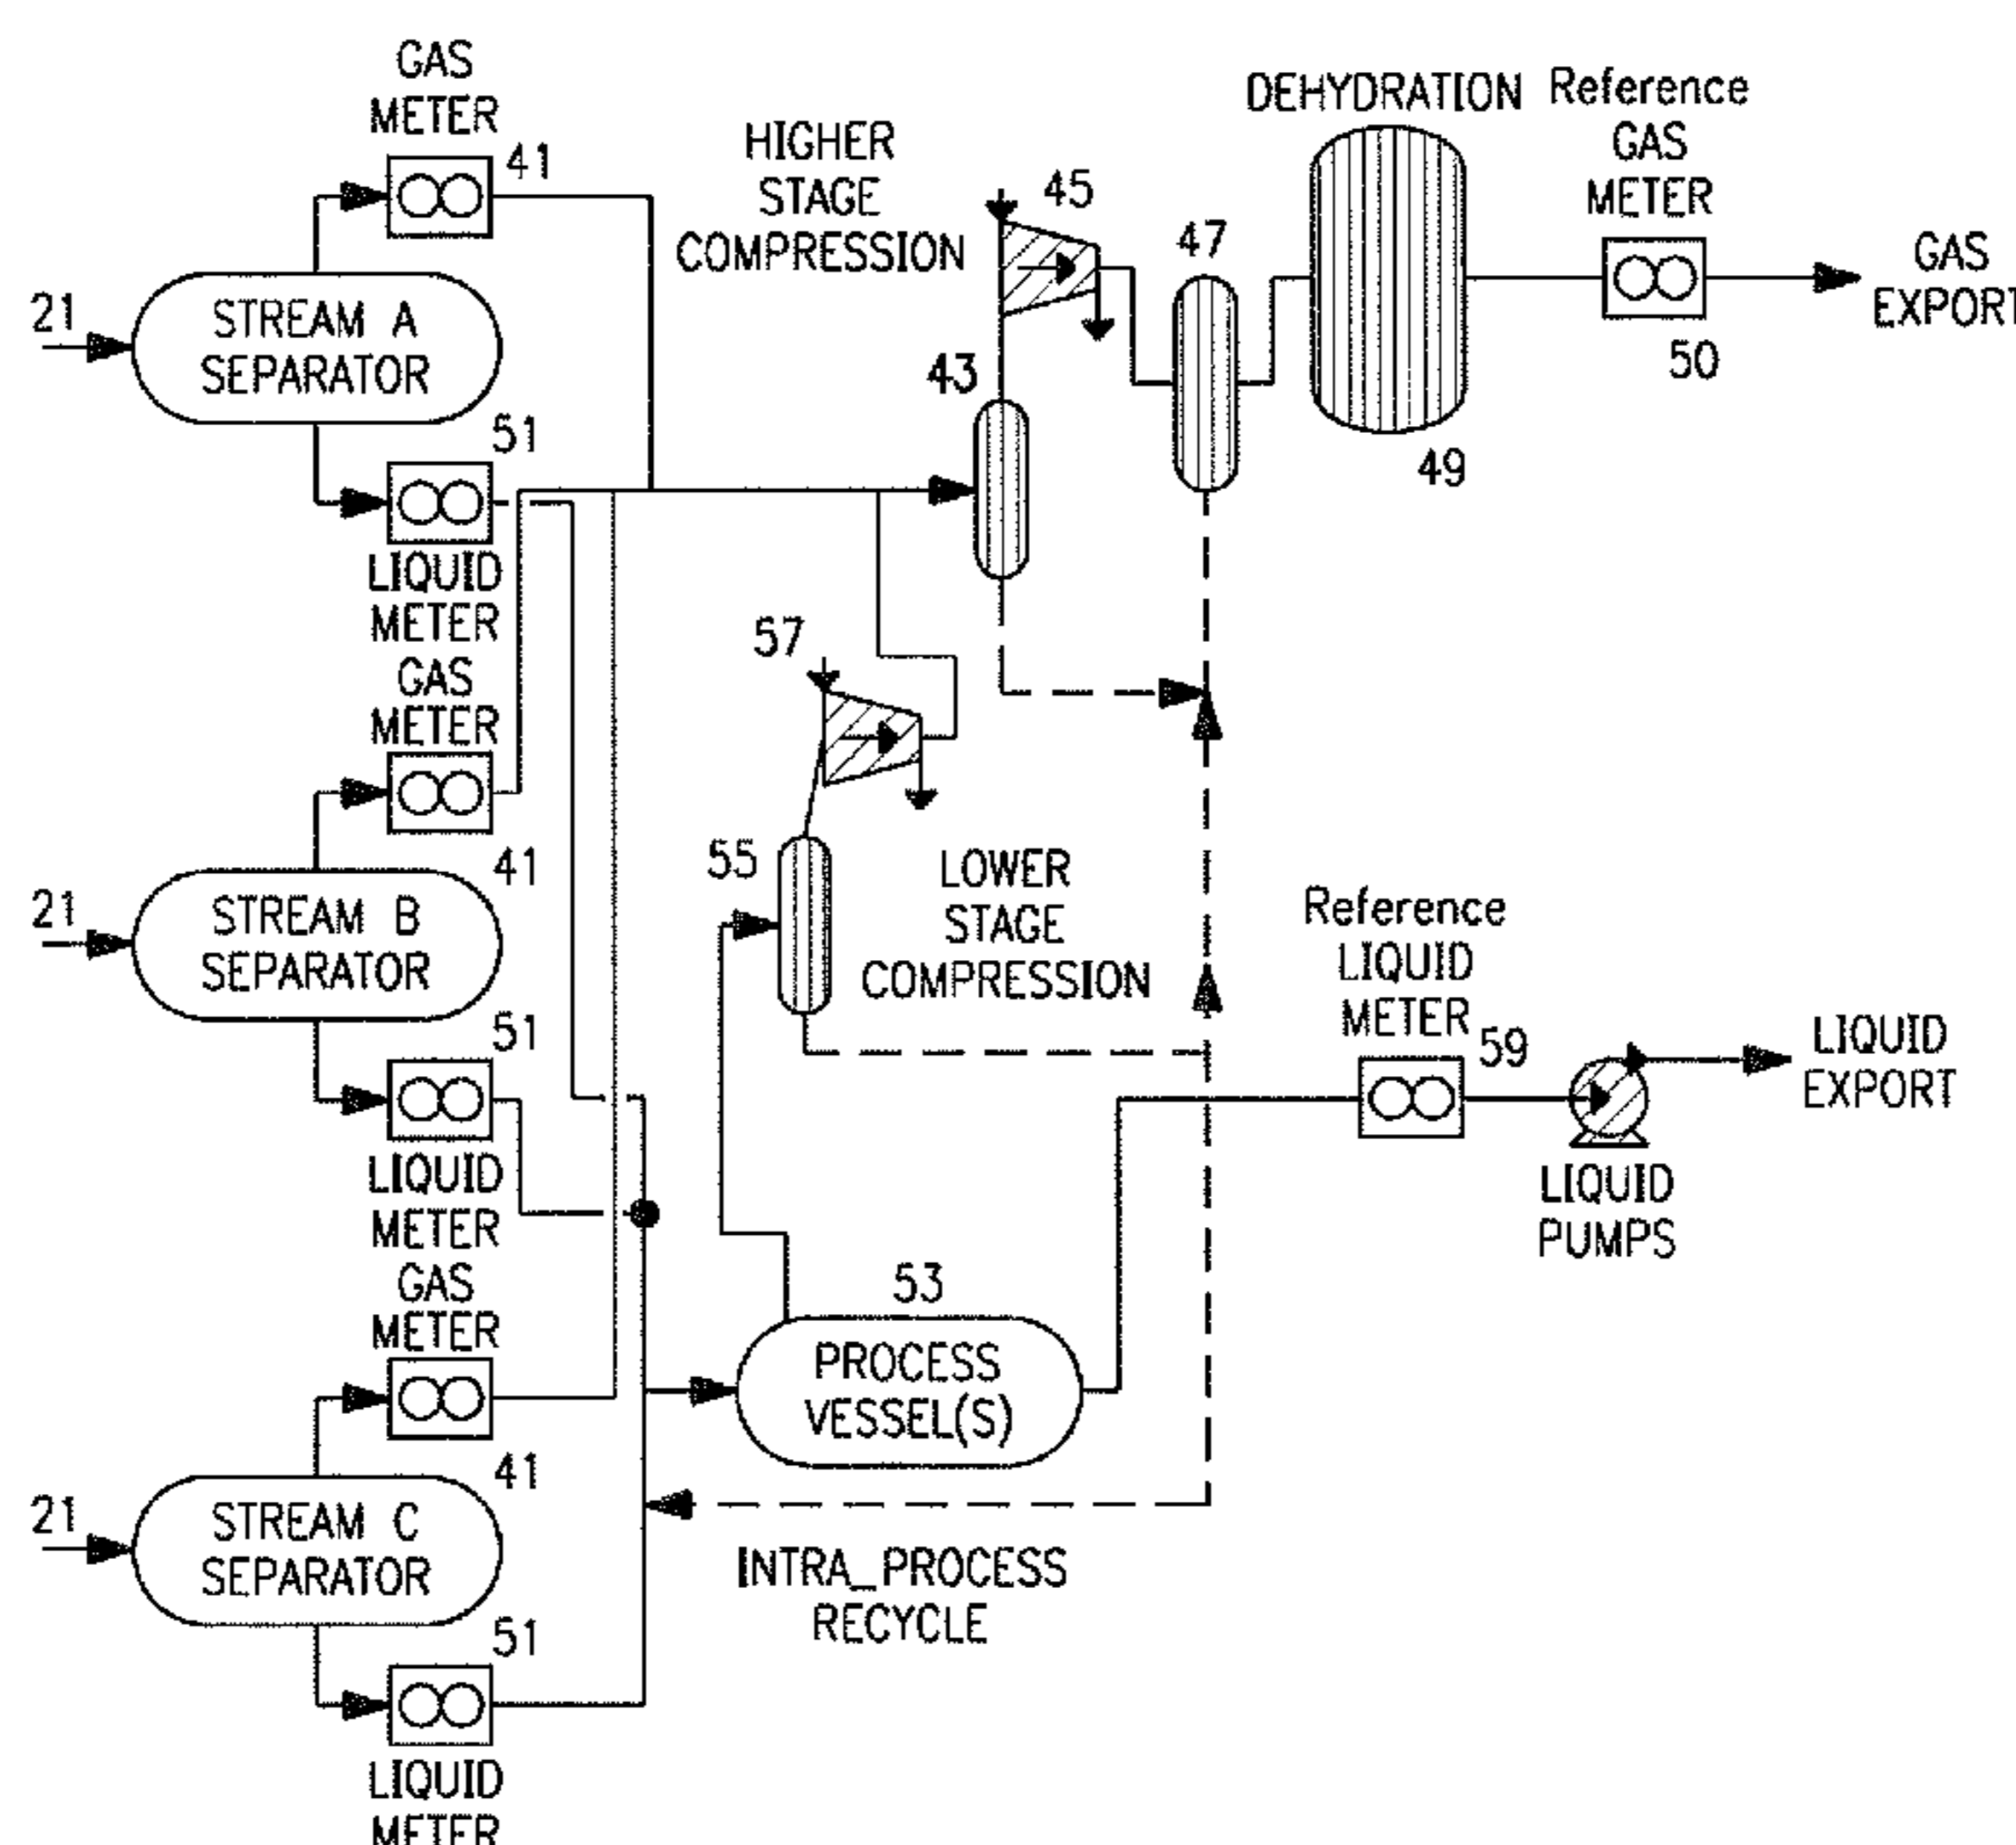 GAS
METER
41
21
STREAM A
SEPARATOR
51
LIQUID
METER
GAS
METER
41
21
STREAM B
SEPARATOR
51
LIQUID
METER
GAS
METER
41
21
STREAM C
SEPARATOR
51
LIQUID
METER
HIGHER
STAGE
COMPRESSION
45
43
47
DEHYDRATION
49
Reference
GAS
METER
50
GAS
EXPORT
57
55
LOWER
STAGE
COMPRESSION
53
PROCESS
VESSEL(S)
INTRA_PROCESS
RECYCLE
Reference
LIQUID
METER
59
LIQUID
PUMPS
LIQUID
EXPORT